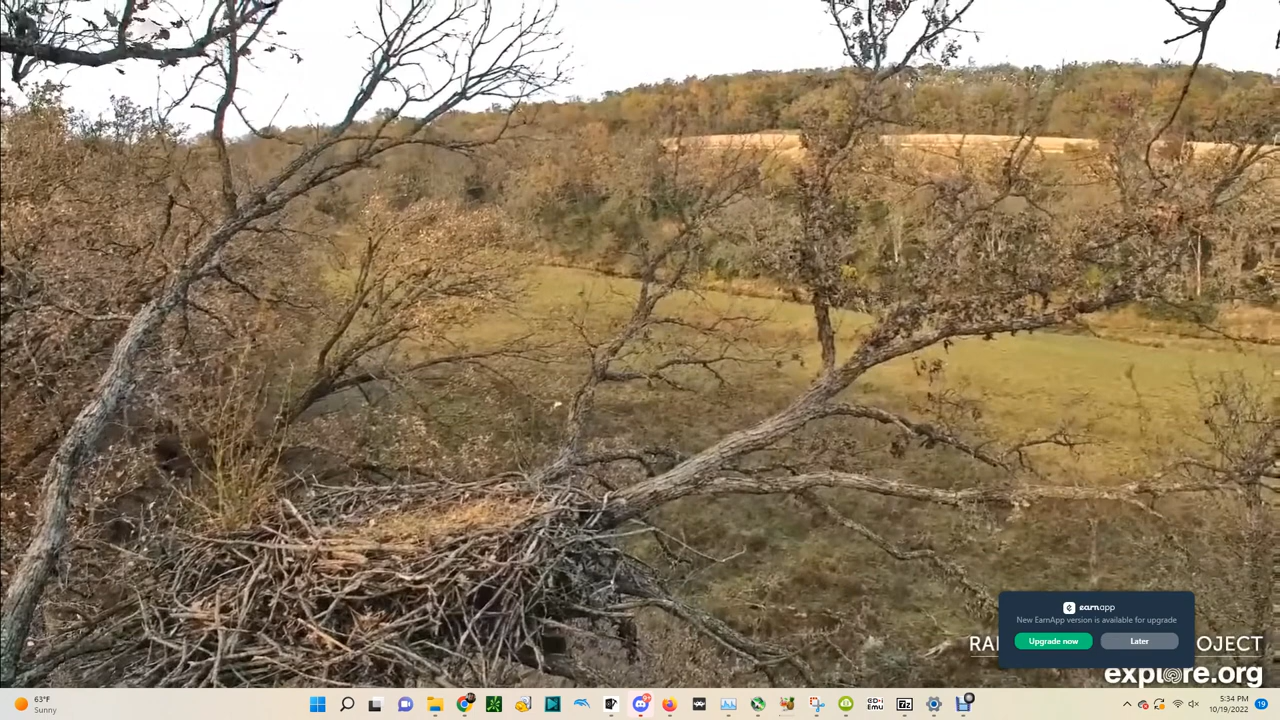 earnapp
New EarnApp version is available for upgrade
Upgrade now
Later
OJECT
explore.org
63°F
Sunny
5:34 PM
10/19/2022
19